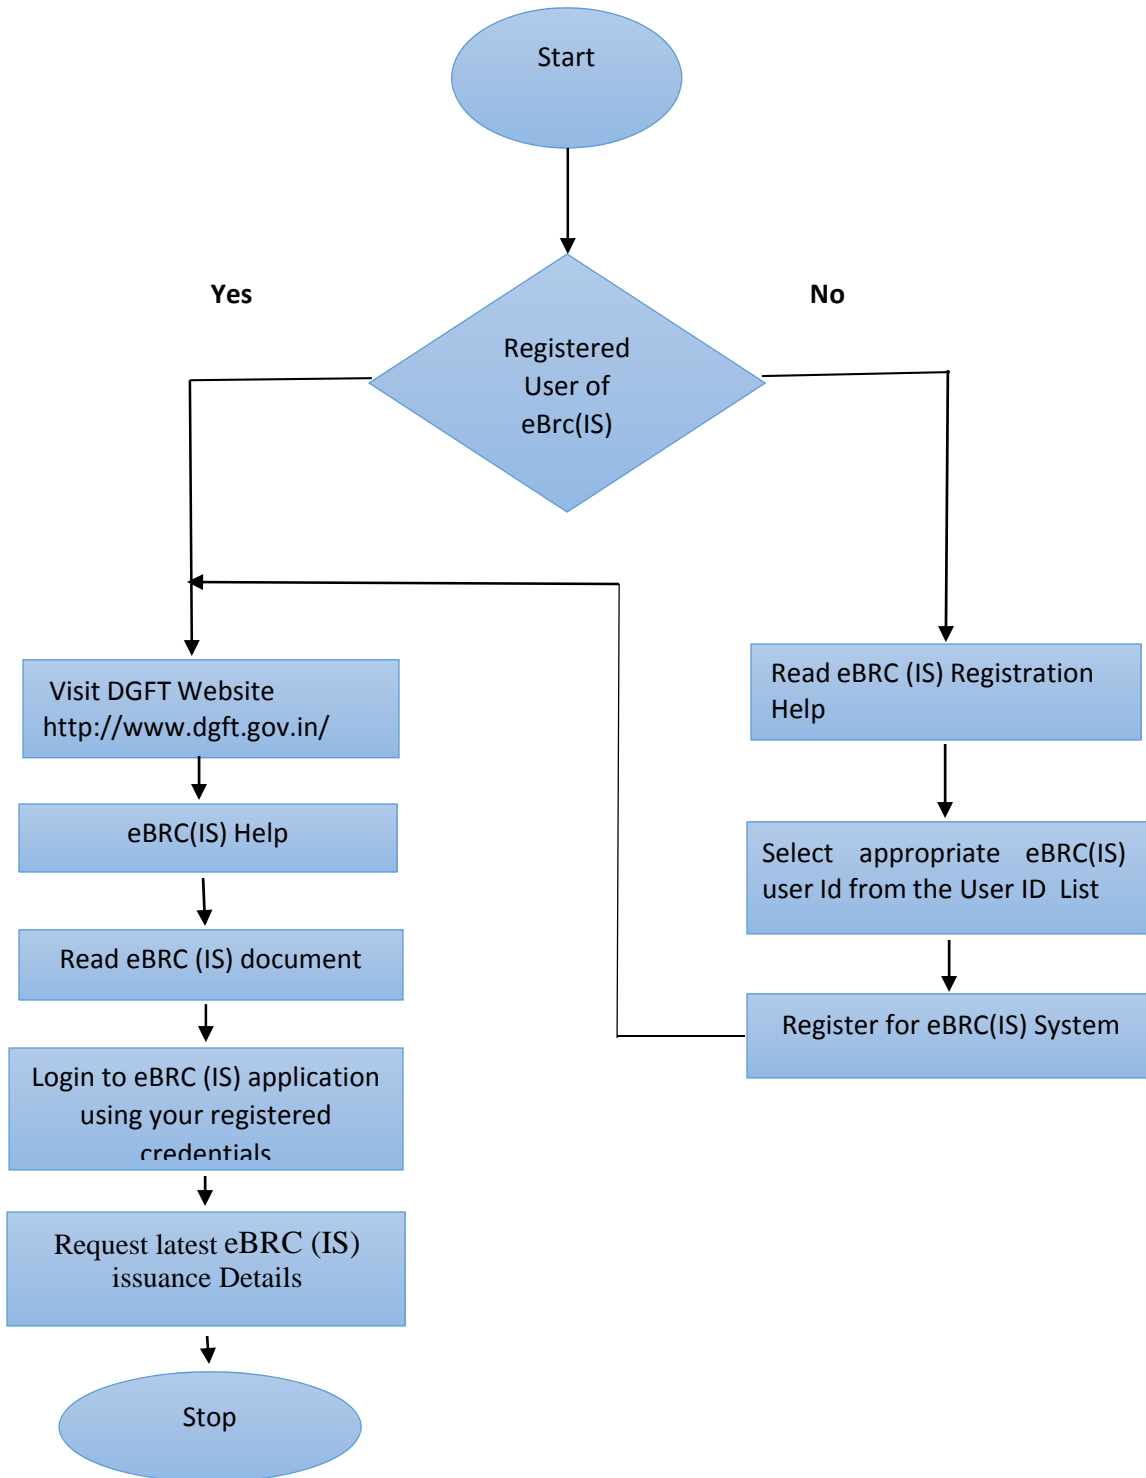 Start
Yes
No
Registered
User of
eBrc(IS)
Visit DGFT Website
http://www.dgft.gov.in/
eBRC(IS) Help
Read eBRC (IS) document
Login to eBRC (IS) application
using your registered
credentials
Request latest eBRC (IS)
issuance Details
Stop
Read eBRC (IS) Registration
Help
Select appropriate eBRC(IS)
user Id from the User ID List
Register for eBRC(IS) System